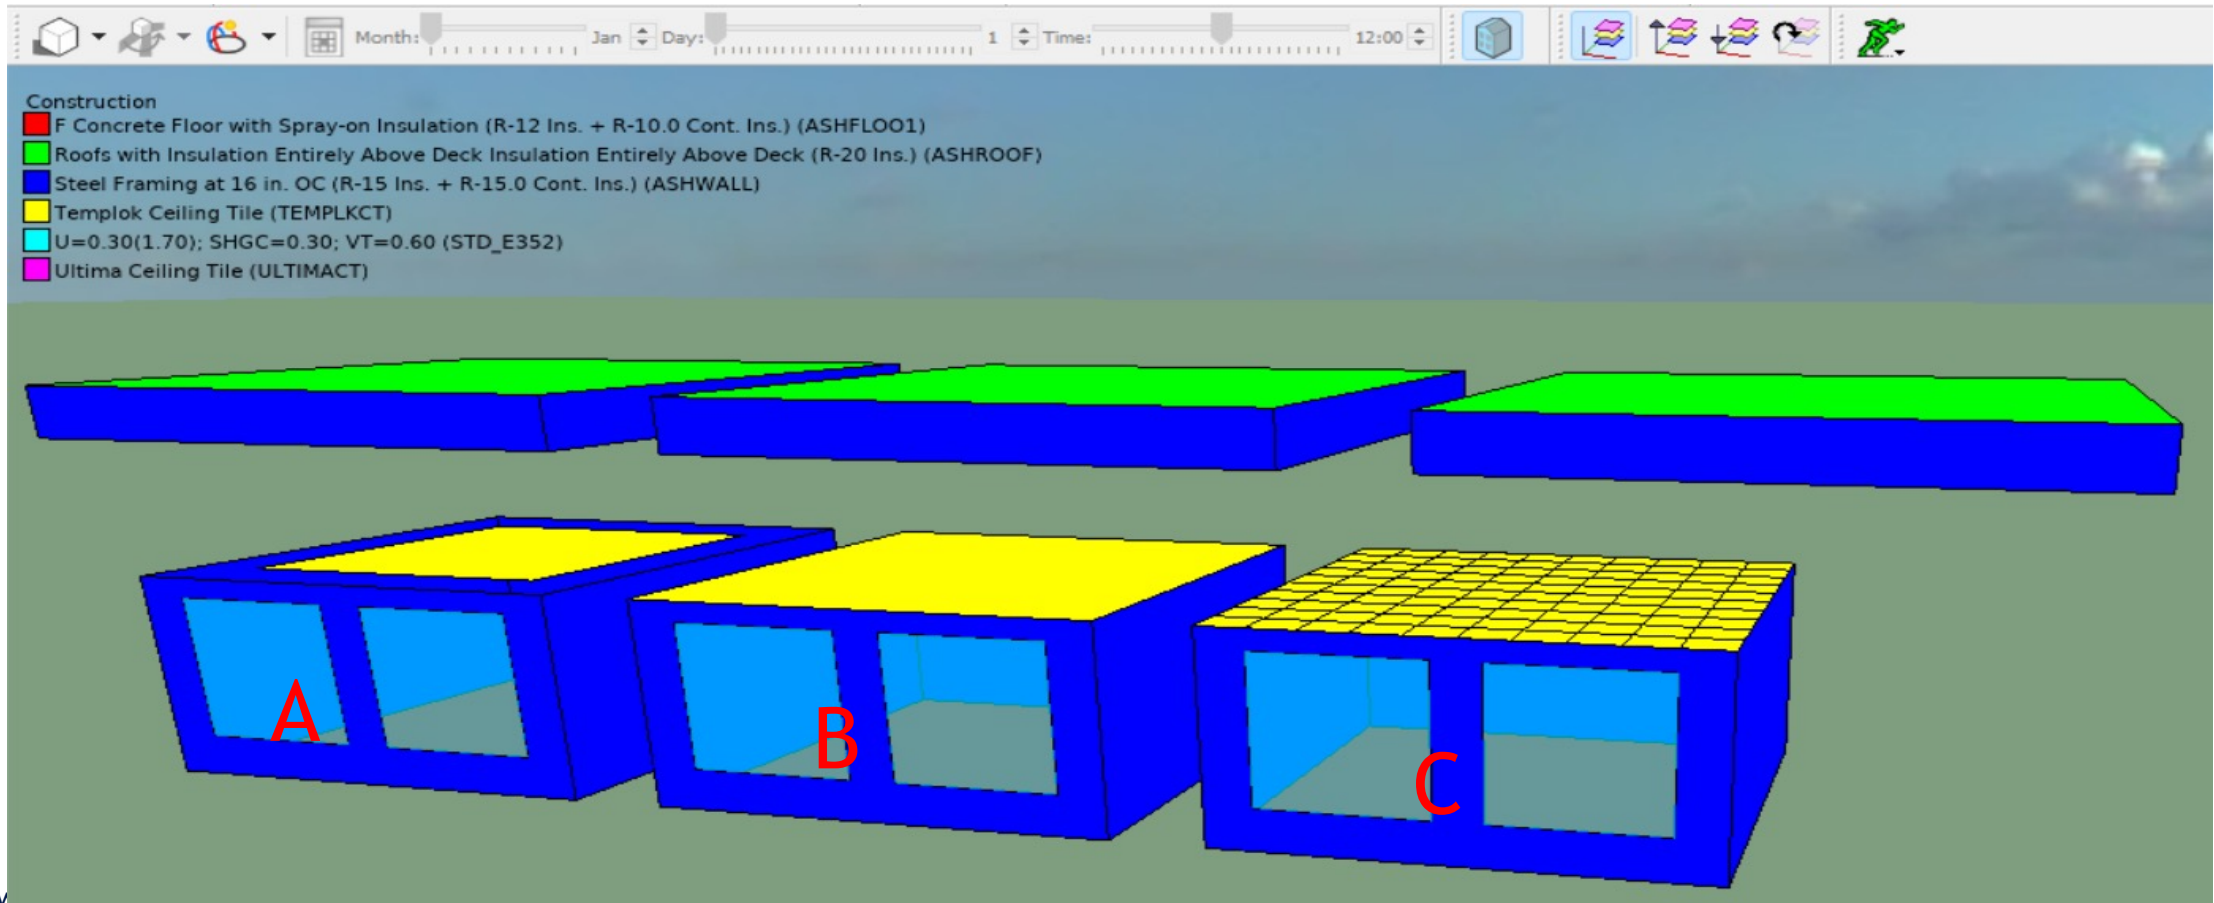 Month: Jan Day: 1 Time: 12:00
Construction
F Concrete Floor with Spray-on Insulation (R-12 Ins. + R-10.0 Cont. Ins.) (ASHFLOO1)
Roofs with Insulation Entirely Above Deck Insulation Entirely Above Deck (R-20 Ins.) (ASHROOF)
Steel Framing at 16 in. OC (R-15 Ins. + R-15.0 Cont. Ins.) (ASHWALL)
Templok Ceiling Tile (TEMPLKCT)
U=0.30(1.70); SHGC=0.30; VT=0.60 (STD_E352)
Ultima Ceiling Tile (ULTIMACT)
A
B
C